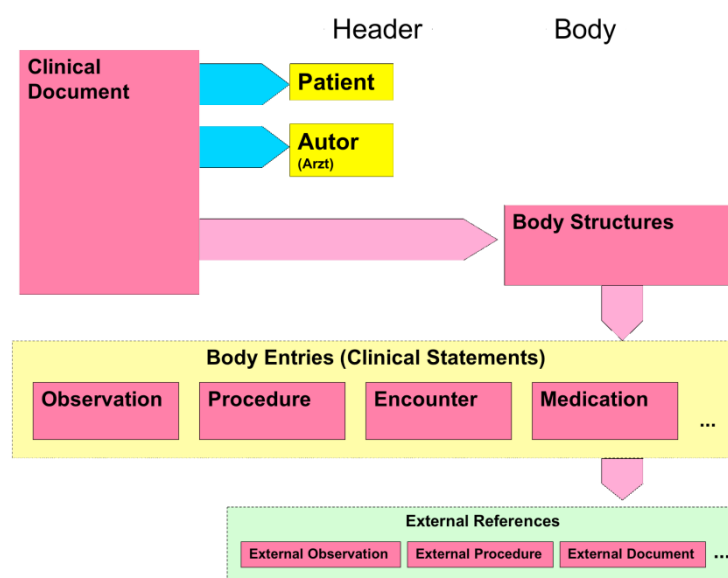 Header
Body
Clinical
Document
Patient
Autor
(Arzt)
Body Structures
Body Entries (Clinical Statements)
Observation
Procedure
Encounter
Medication
...
External References
External Observation
External Procedure
External Document
...